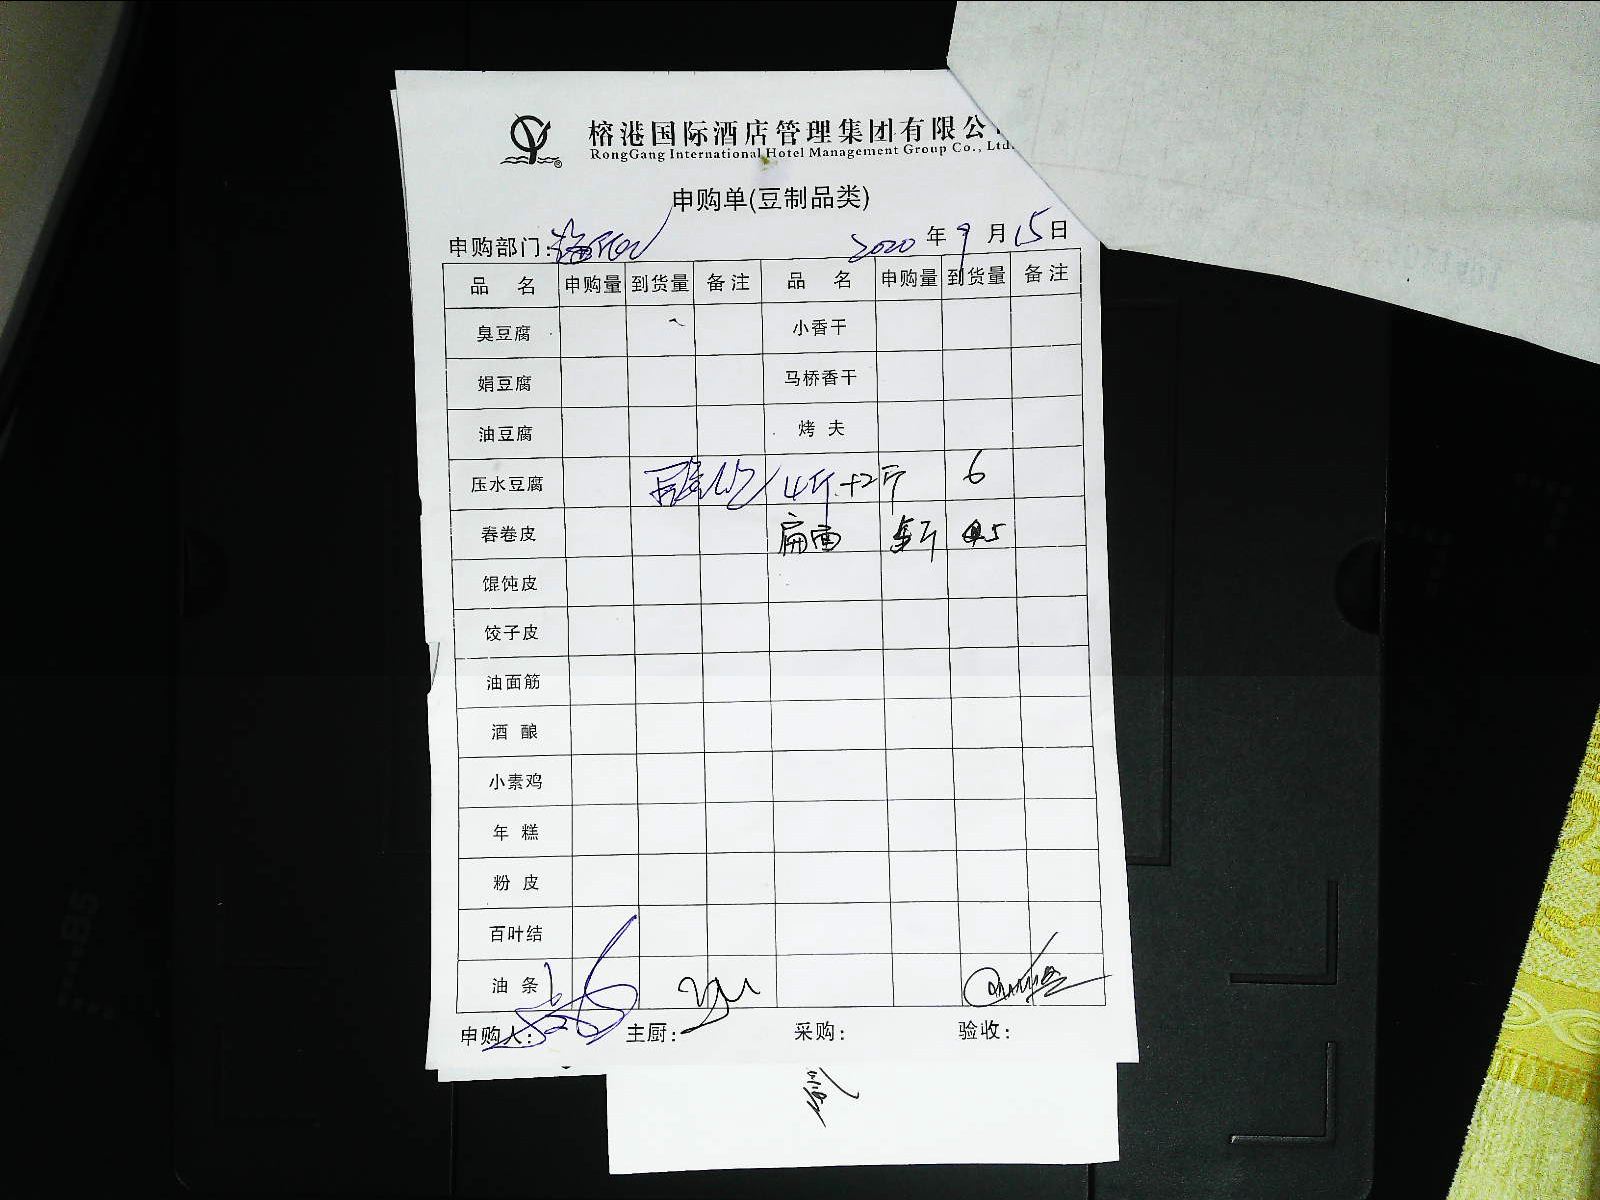 榕港国际酒店管理集团有限公
RongGang International Hotel Management Group Co., Ltd.
申购单(豆制品类)
申购部门: 2020 年 9 月 15 日
品 名 申购量 到货量 备注 品 名 申购量 到货量 备注
臭豆腐 小香干
娟豆腐 马桥香干
油豆腐 烤 夫
压水豆腐 4斤+2斤 6
春卷皮 扁面 斤 5
馄饨皮
饺子皮
油面筋
酒 酿
小素鸡
年 糕
粉 皮
百叶结
油 条
申购人: 主厨: 采购: 验收:
B5